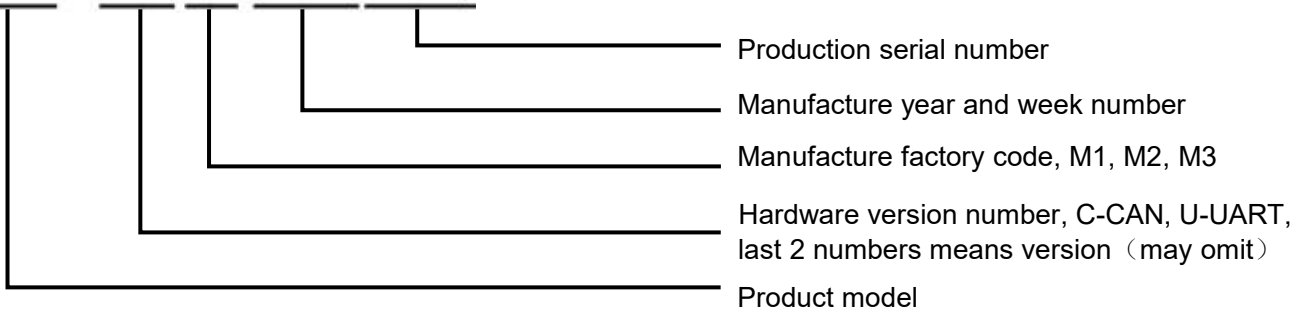 Production serial number
Manufacture year and week number
Manufacture factory code, M1, M2, M3
Hardware version number, C-CAN, U-UART,
last 2 numbers means version（may omit）
Product model